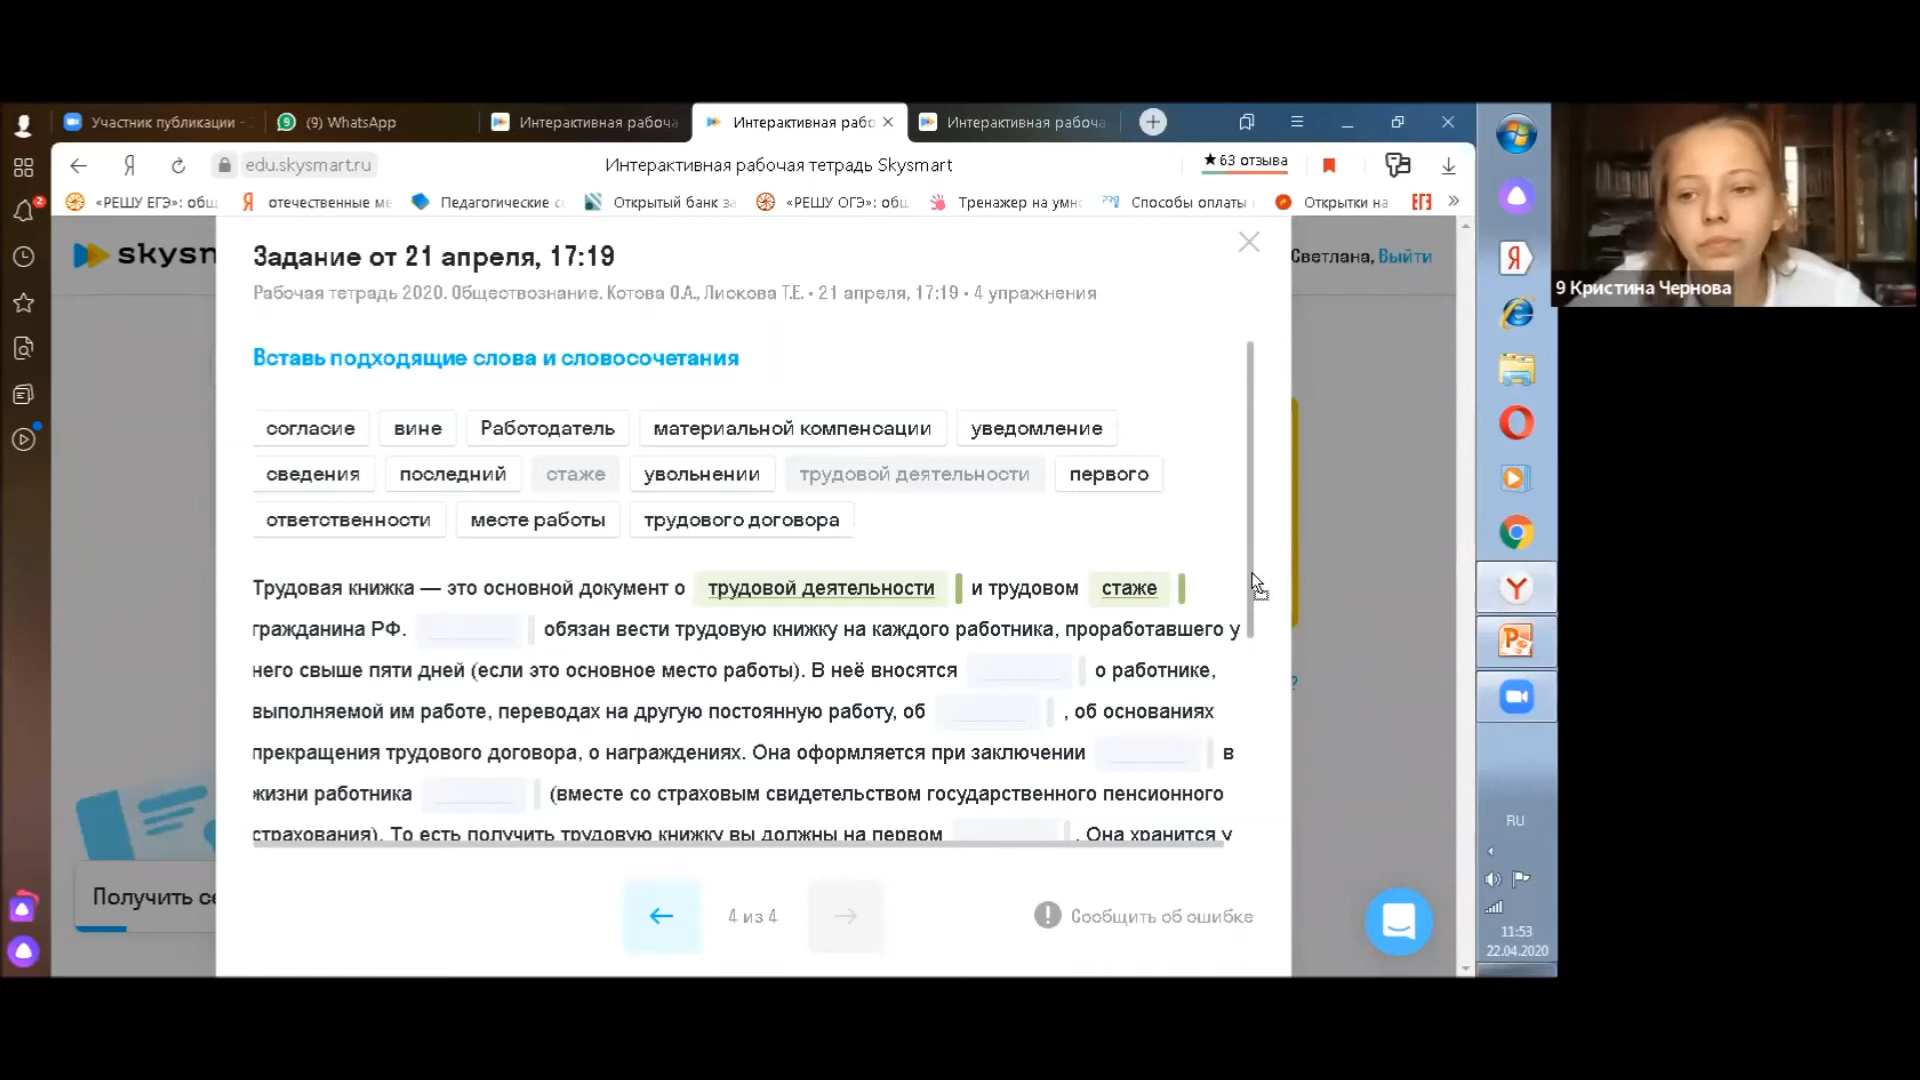 Участник публикации -
(9) WhatsApp
Интерактивная рабоча
Интерактивная рабо
Интерактивная рабоча
edu.skysmart.ru
Интерактивная рабочая тетрадь Skysmart
★63 отзыва
«РЕШУ ЕГЭ»: общ
отечественные ме
Педагогические с
Открытый банк за
«РЕШУ ОГЭ»: общ
Тренажер на умн
Способы оплаты
Открытки на
ЕГЭ
»
skysm
Светлана, Выйти
9 Кристина Чернова
Задание от 21 апреля, 17:19
Рабочая тетрадь 2020. Обществознание. Котова О.А., Лискова Т.Е. • 21 апреля, 17:19 • 4 упражнения
Вставь подходящие слова и словосочетания
согласие вине Работодатель материальной компенсации уведомление
сведения последний стаже увольнении трудовой деятельности первого
ответственности месте работы трудового договора
Трудовая книжка — это основной документ о трудовой деятельности и трудовом стаже
гражданина РФ. обязан вести трудовую книжку на каждого работника, проработавшего у
него свыше пяти дней (если это основное место работы). В неё вносятся о работнике,
выполняемой им работе, переводах на другую постоянную работу, об , об основаниях
прекращения трудового договора, о награждениях. Она оформляется при заключении в
жизни работника (вместе со страховым свидетельством государственного пенсионного
страхования). То есть получить трудовую книжку вы должны на первом . Она хранится у
Получить се
4 из 4
Сообщить об ошибке
RU
11:53
22.04.2020